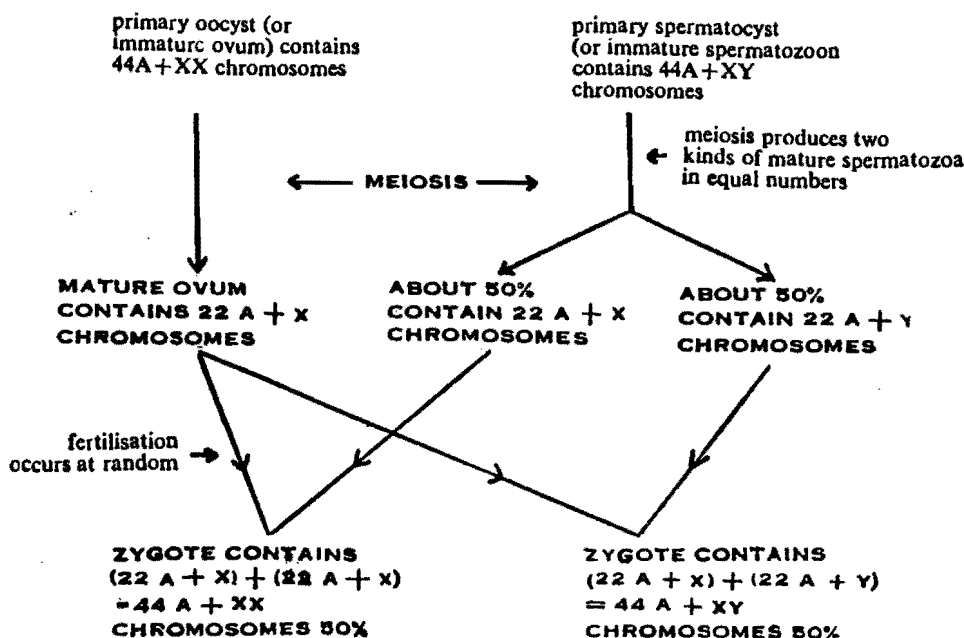 primary oocyst (or
immature ovum) contains
44A+XX chromosomes
primary spermatocyst
(or immature spermatozoon
contains 44A+XY
chromosomes
meiosis produces two
kinds of mature spermatozoa
in equal numbers
MEIOSIS
MATURE OVUM
CONTAINS 22 A + X
CHROMOSOMES
ABOUT 50%
CONTAIN 22 A + X
CHROMOSOMES
ABOUT 50%
CONTAIN 22 A + Y
CHROMOSOMES
fertilisation
occurs at random
ZYGOTE CONTAINS
(22 A + X) + (22 A + X)
= 44 A + XX
CHROMOSOMES 50%
ZYGOTE CONTAINS
(22 A + X) + (22 A + Y)
= 44 A + XY
CHROMOSOMES 50%